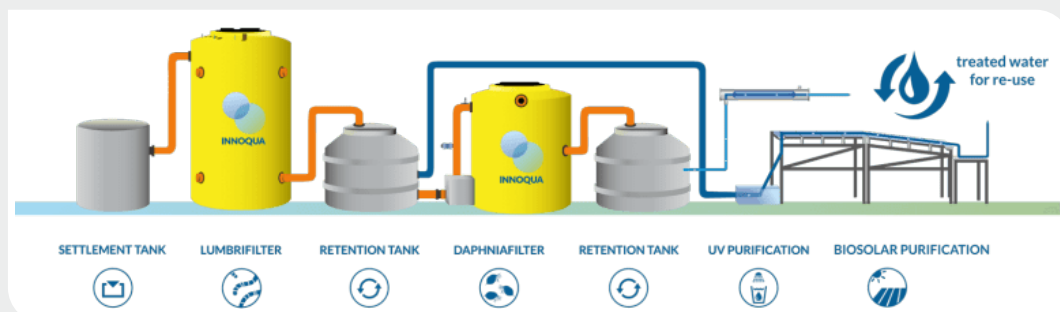 treated water
for re-use
INNOQUA
INNOQUA
SETTLEMENT TANK
LUMBRIFILTER
RETENTION TANK
DAPHNIAFILTER
RETENTION TANK
UV PURIFICATION
BIOSOLAR PURIFICATION